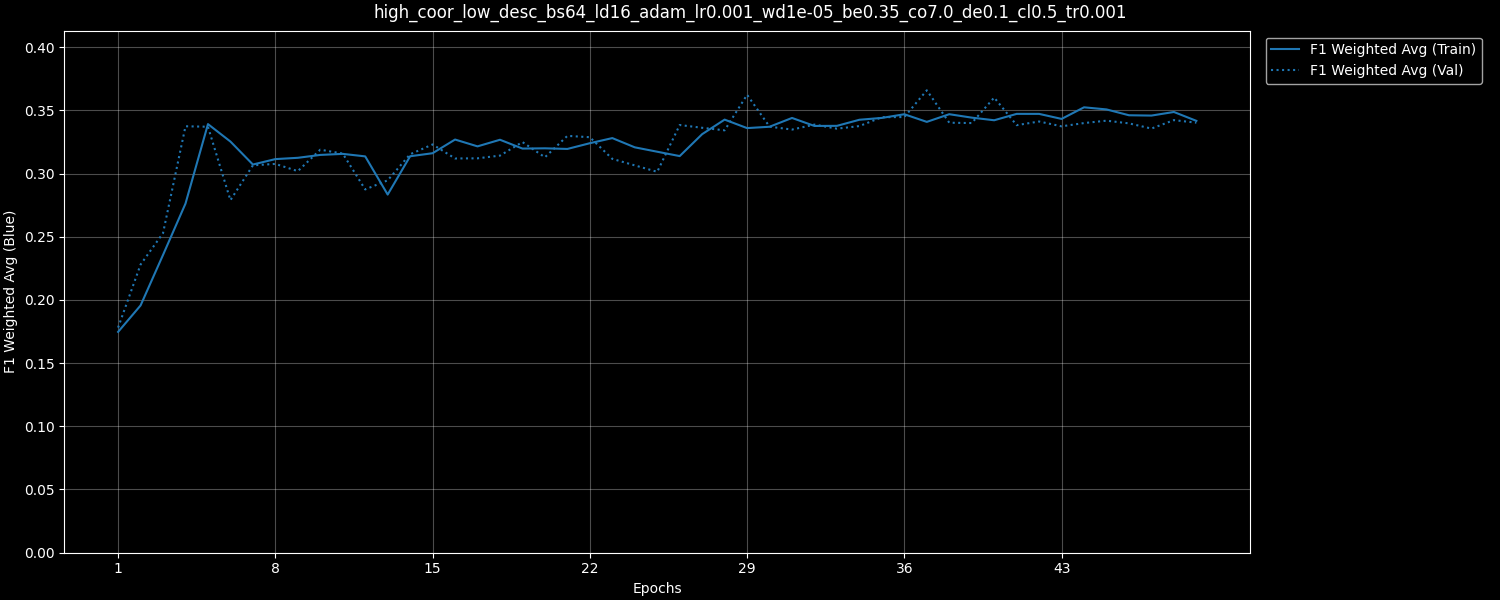 high_coor_low_desc_bs64_ld16_adam_lr0.001_wd1e-05_be0.35_co7.0_de0.1_cl0.5_tr0.001
F1 Weighted Avg (Train)
F1 Weighted Avg (Val)
F1 Weighted Avg (Blue)
0.40
0.35
0.30
0.25
0.20
0.15
0.10
0.05
0.00
1 8 15 22 29 36 43
Epochs